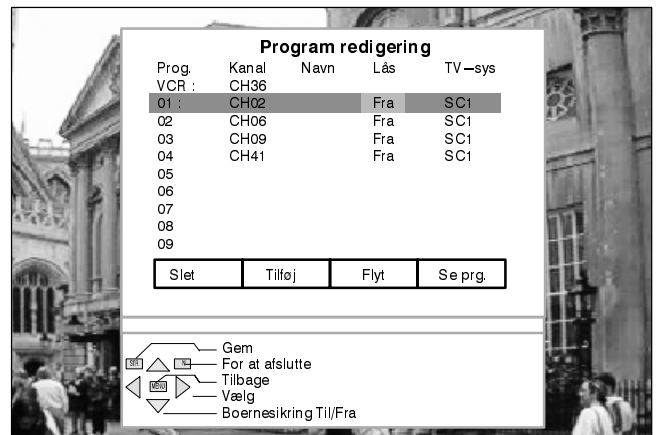 Program redigering
Prog. Kanal Navn Lås TV–sys
VCR : CH36
01 : CH02 Fra SC1
02 CH06 Fra SC1
03 CH09 Fra SC1
04 CH41 Fra SC1
05
06
07
08
09
Slet Tilføj Flyt Se prg.
Gem
STR N
For at afslutte
Tilbage
MENU
Vælg
Boernesikring Til/Fra